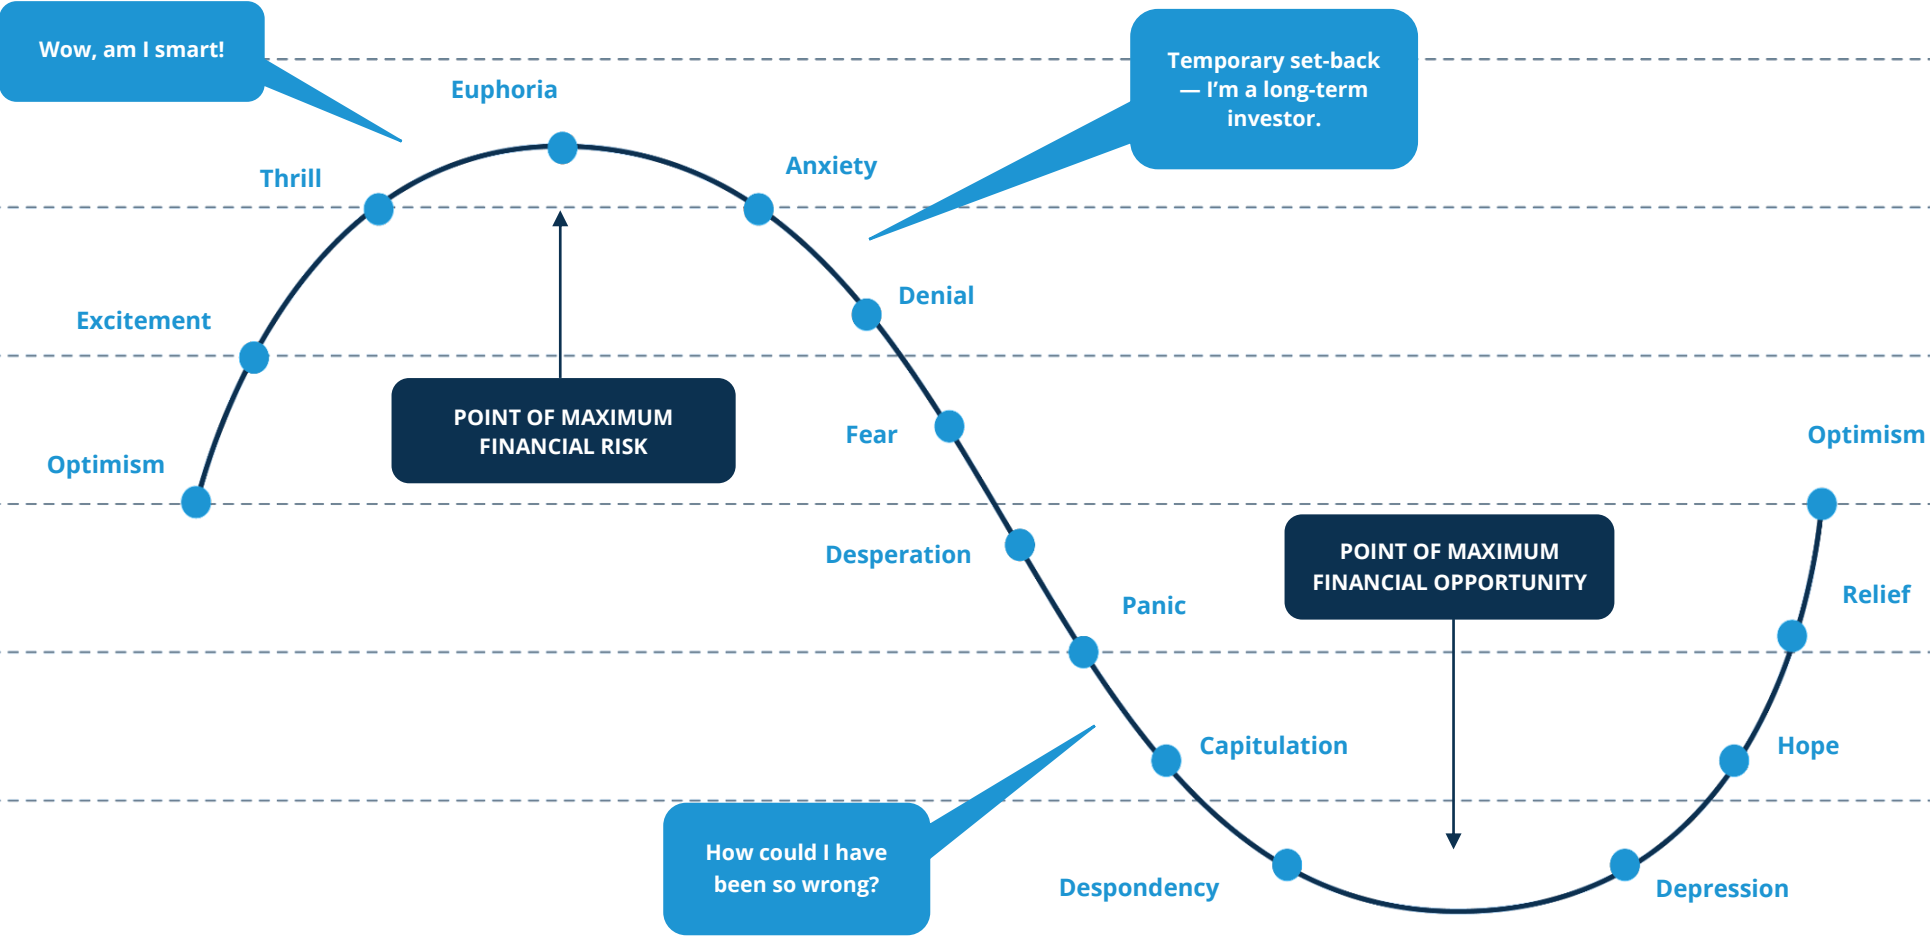 Wow, am I smart!
Temporary set-back
— I’m a long-term
investor.
Euphoria
Thrill
Anxiety
Denial
Excitement
POINT OF MAXIMUM
FINANCIAL RISK
Fear
Optimism
Optimism
Desperation
POINT OF MAXIMUM
FINANCIAL OPPORTUNITY
Panic
Relief
Capitulation
Hope
How could I have
been so wrong?
Despondency
Depression